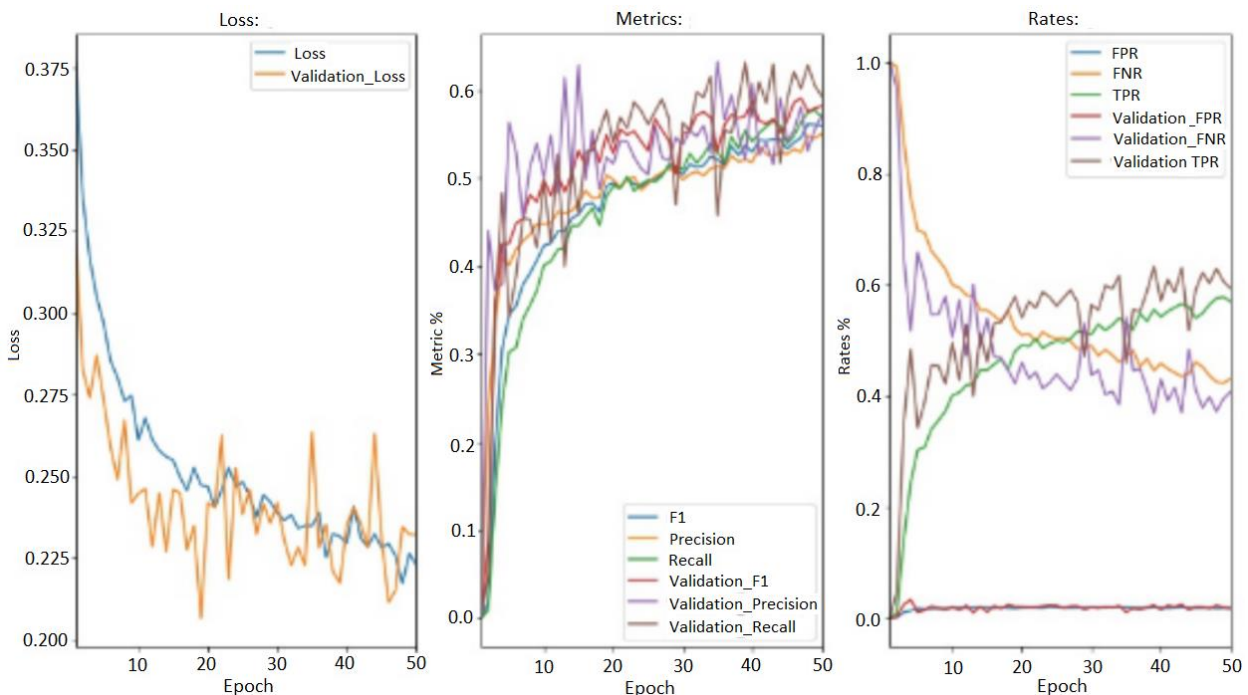 Loss:
Loss
Validation_Loss
0.375
0.350
0.325
0.300
0.275
0.250
0.225
0.200
Loss
10
20
30
40
50
Epoch
Metrics:
0.6
0.5
0.4
0.3
0.2
0.1
0.0
Metric %
F1
Precision
Recall
Validation_F1
Validation_Precision
Validation_Recall
10
20
30
40
50
Epoch
Rates:
FPR
FNR
TPR
Validation_FPR
Validation_FNR
Validation TPR
1.0
0.8
0.6
0.4
0.2
0.0
Rates %
10
20
30
40
50
Epoch